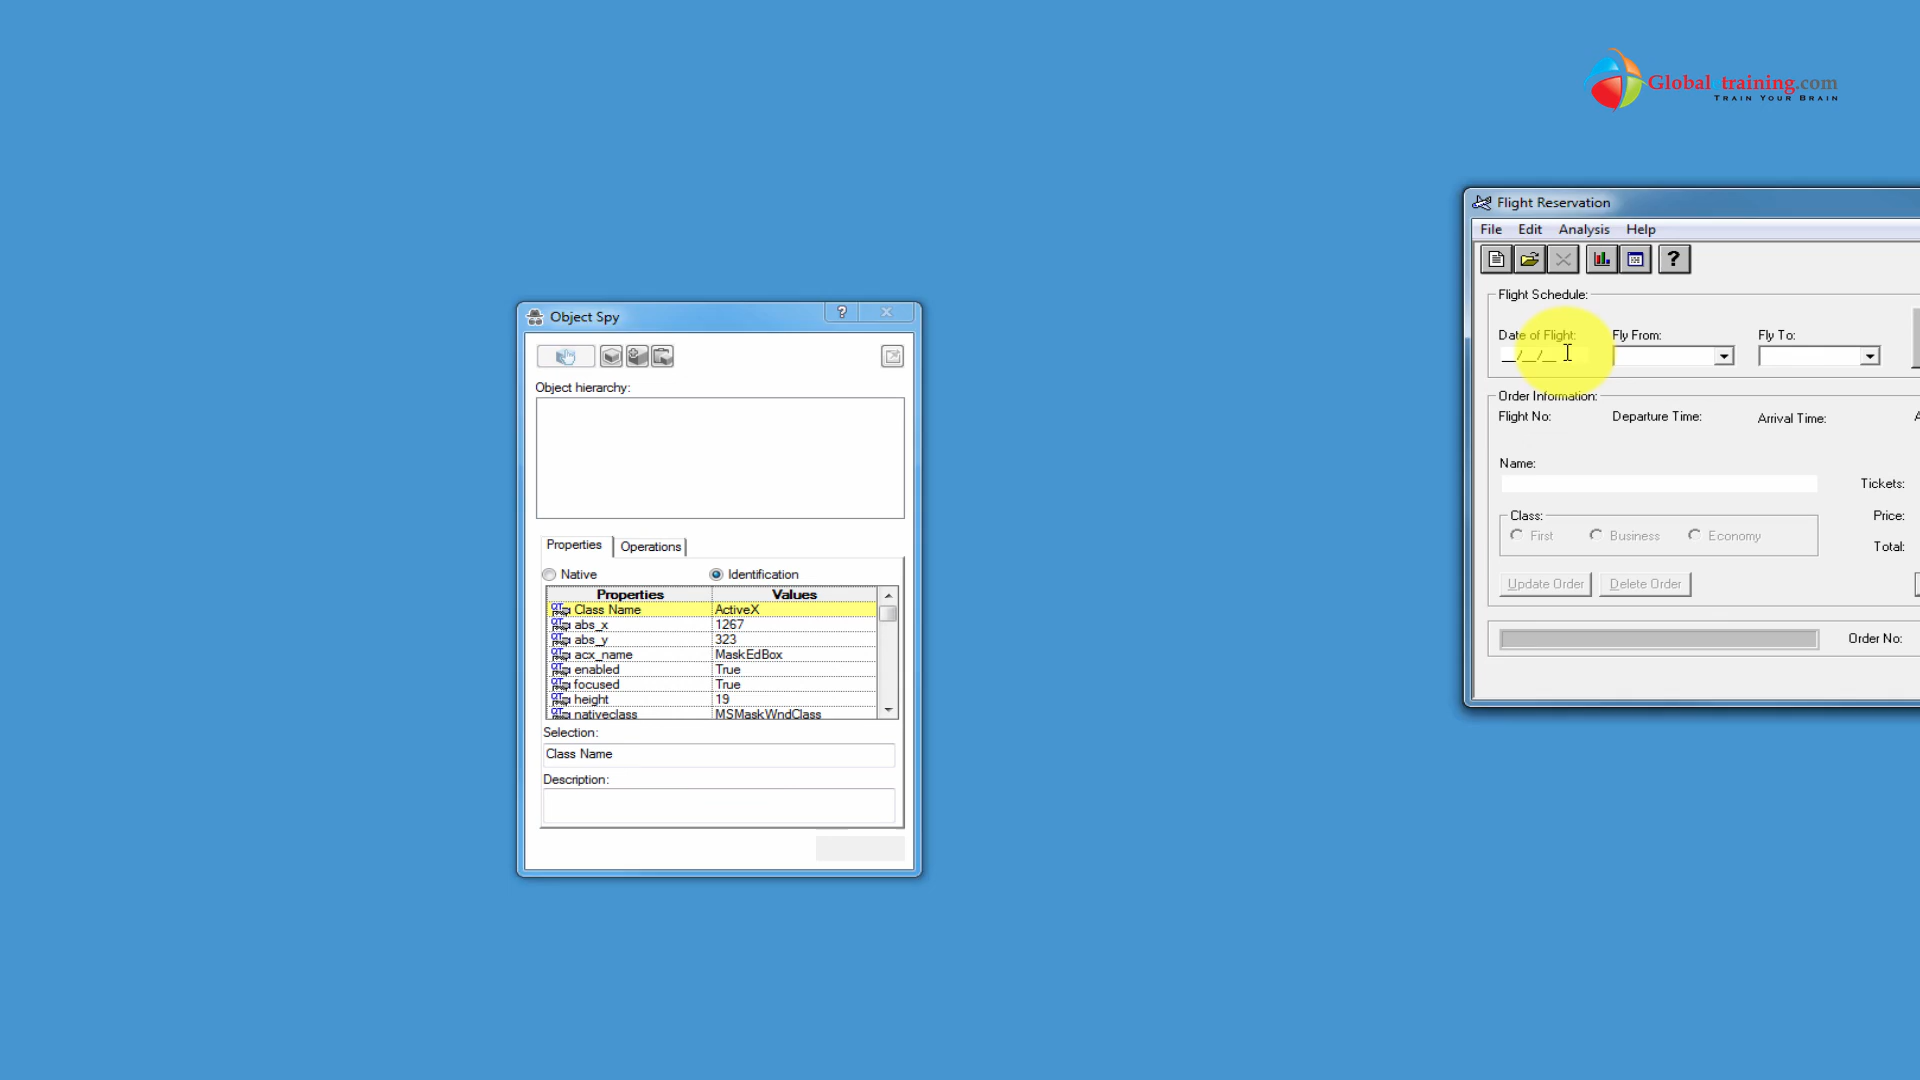 Global training.com
TRAIN YOUR BRAIN
Flight Reservation
File Edit Analysis Help
Flight Schedule:
Date of Flight: Fly From: Fly To:
__/__/__
Order Information:
Flight No: Departure Time: Arrival Time:
Name:
Tickets:
Class:
First Business Economy
Price:
Total:
Update Order Delete Order
Order No:
Object Spy
Object hierarchy:
Properties Operations
Native Identification
Properties Values
Class Name ActiveX
abs_x 1267
abs_y 323
acx_name MaskEdBox
enabled True
focused True
height 19
nativeclass MSMaskWndClass
Selection:
Class Name
Description: